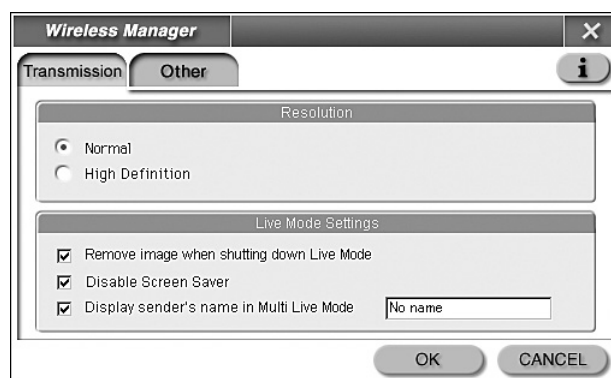 Wireless Manager
Transmission
Other
i
Resolution
Normal
High Definition
Live Mode Settings
Remove image when shutting down Live Mode
Disable Screen Saver
Display sender's name in Multi Live Mode No name
OK
CANCEL